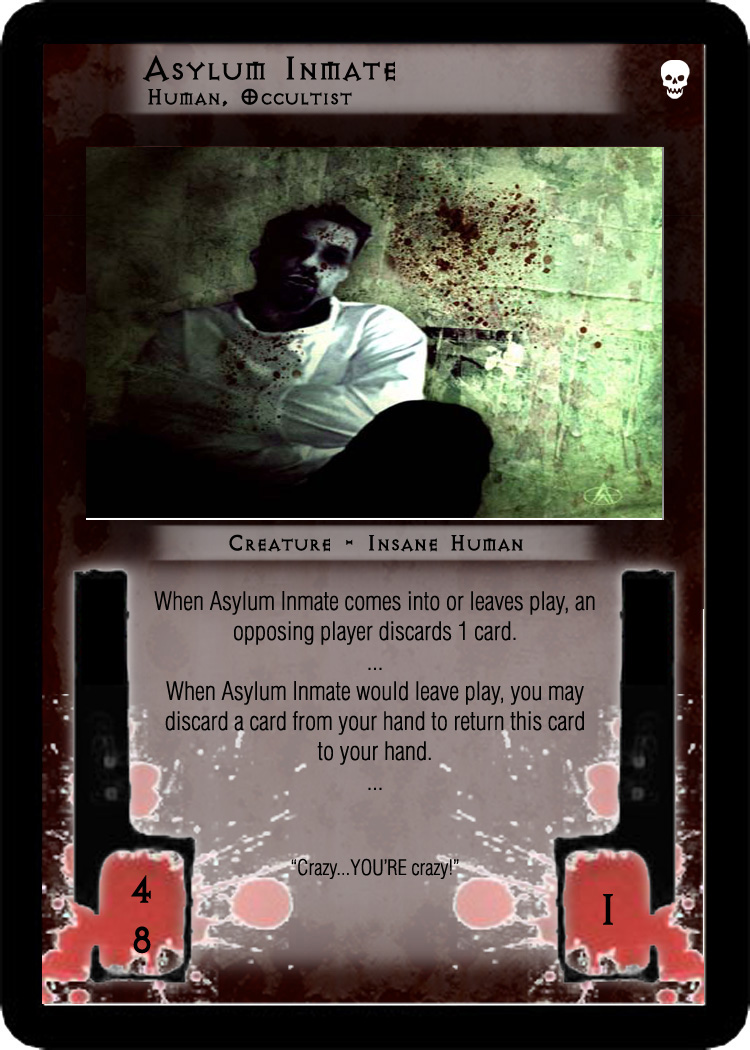 Asylum Inmate
Human, Occultist
Creature - Insane Human
When Asylum Inmate comes into or leaves play, an
opposing player discards 1 card.
...
When Asylum Inmate would leave play, you may
discard a card from your hand to return this card
to your hand.
...
“Crazy...YOU'RE crazy!”
4
8
I